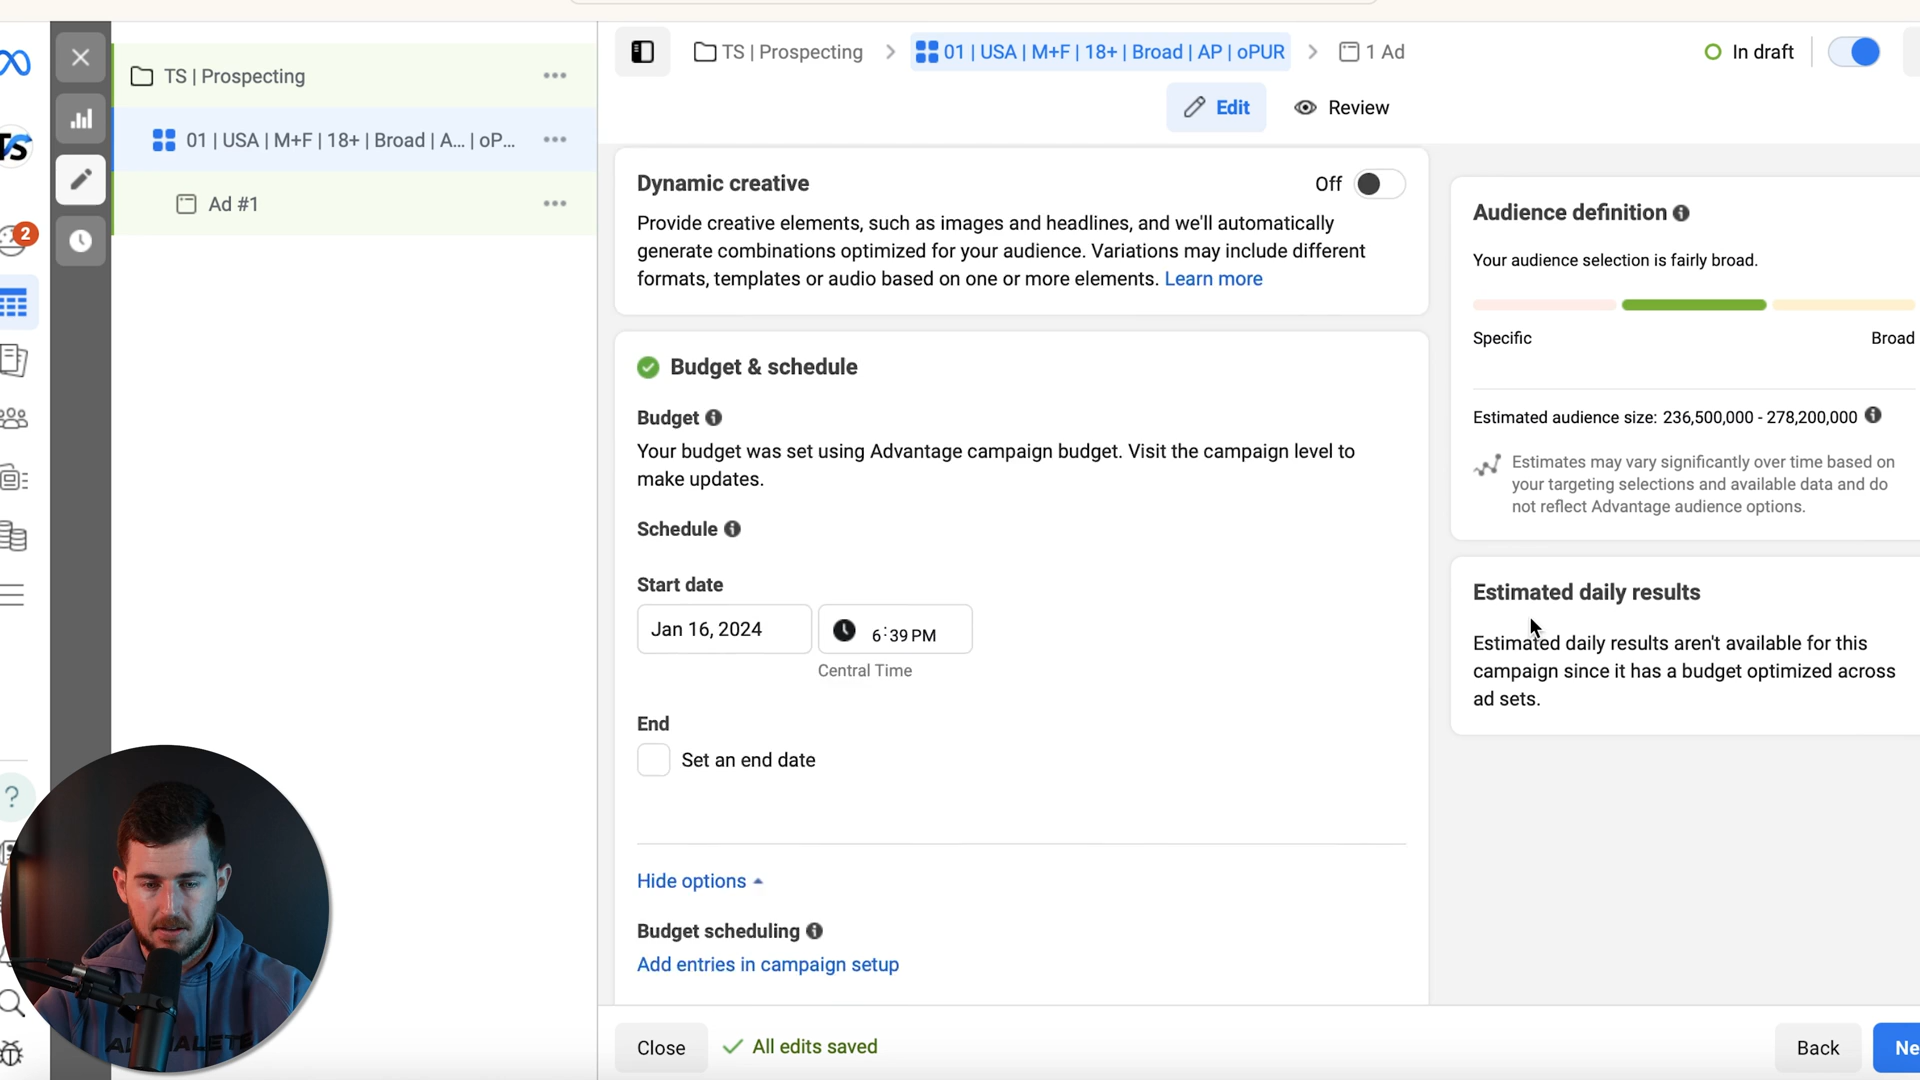 TS | Prospecting
01 | USA | M+F | 18+ | Broad | A... | oP...
Ad #1
TS
2
TS | Prospecting
01 | USA | M+F | 18+ | Broad | AP | oPUR
1 Ad
In draft
Edit
Review
Dynamic creative
Off
Provide creative elements, such as images and headlines, and we'll automatically
generate combinations optimized for your audience. Variations may include different
formats, templates or audio based on one or more elements. Learn more
Budget & schedule
Budget
Your budget was set using Advantage campaign budget. Visit the campaign level to
make updates.
Schedule
Start date
Jan 16, 2024
6:39 PM
Central Time
End
Set an end date
Hide options
Budget scheduling
Add entries in campaign setup
Audience definition
Your audience selection is fairly broad.
Specific
Broad
Estimated audience size: 236,500,000 - 278,200,000
Estimates may vary significantly over time based on
your targeting selections and available data and do
not reflect Advantage audience options.
Estimated daily results
Estimated daily results aren't available for this
campaign since it has a budget optimized across
ad sets.
Close
All edits saved
Back
Ne